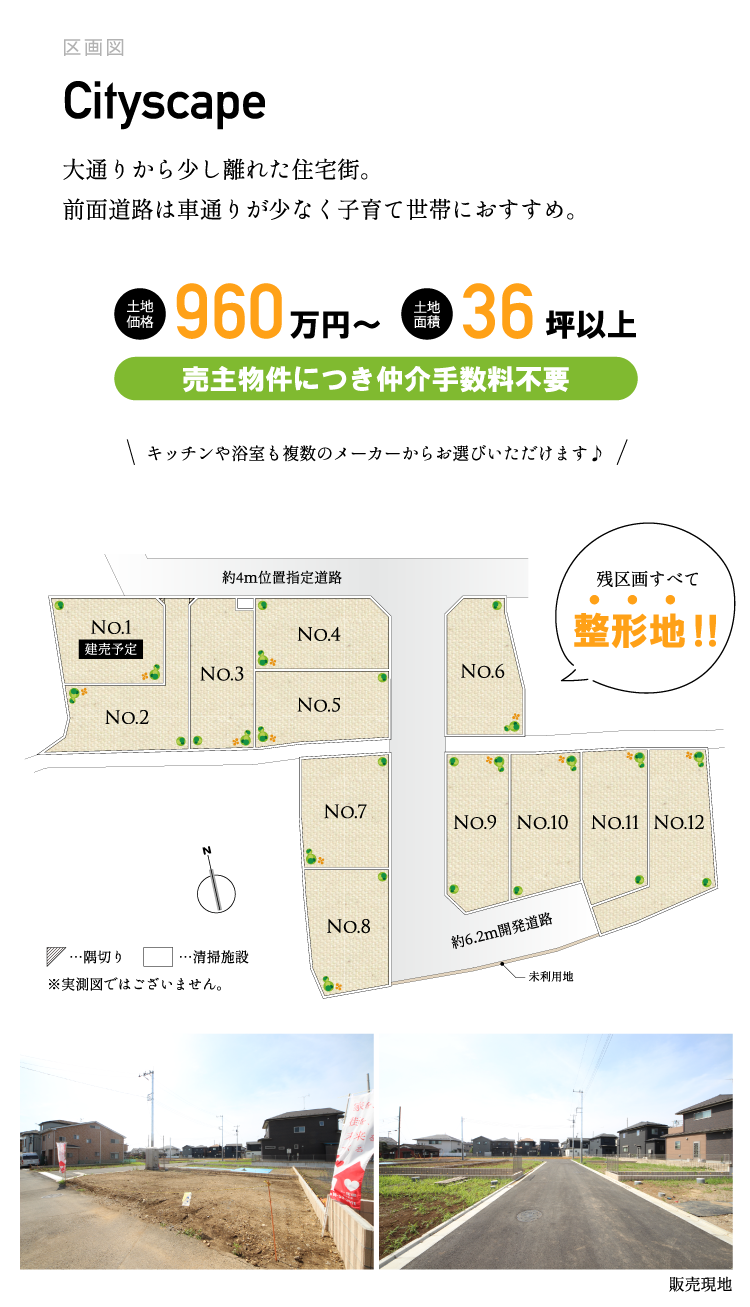 区画図
Cityscape
大通りから少し離れた住宅街。
前面道路は車通りが少なく子育て世帯におすすめ。
土地価格 960万円〜 土地面積 36坪以上
売主物件につき仲介手数料不要
キッチンや浴室も複数のメーカーからお選びいただけます♪
残区画すべて
整形地!!
約4m位置指定道路
No.1
建売予定
No.2
No.3
No.4
No.5
No.6
No.7
No.8
No.9
No.10
No.11
No.12
約6.2m開発道路
未利用地
N
…隅切り …清掃施設
※実測図ではございません。
販売現地